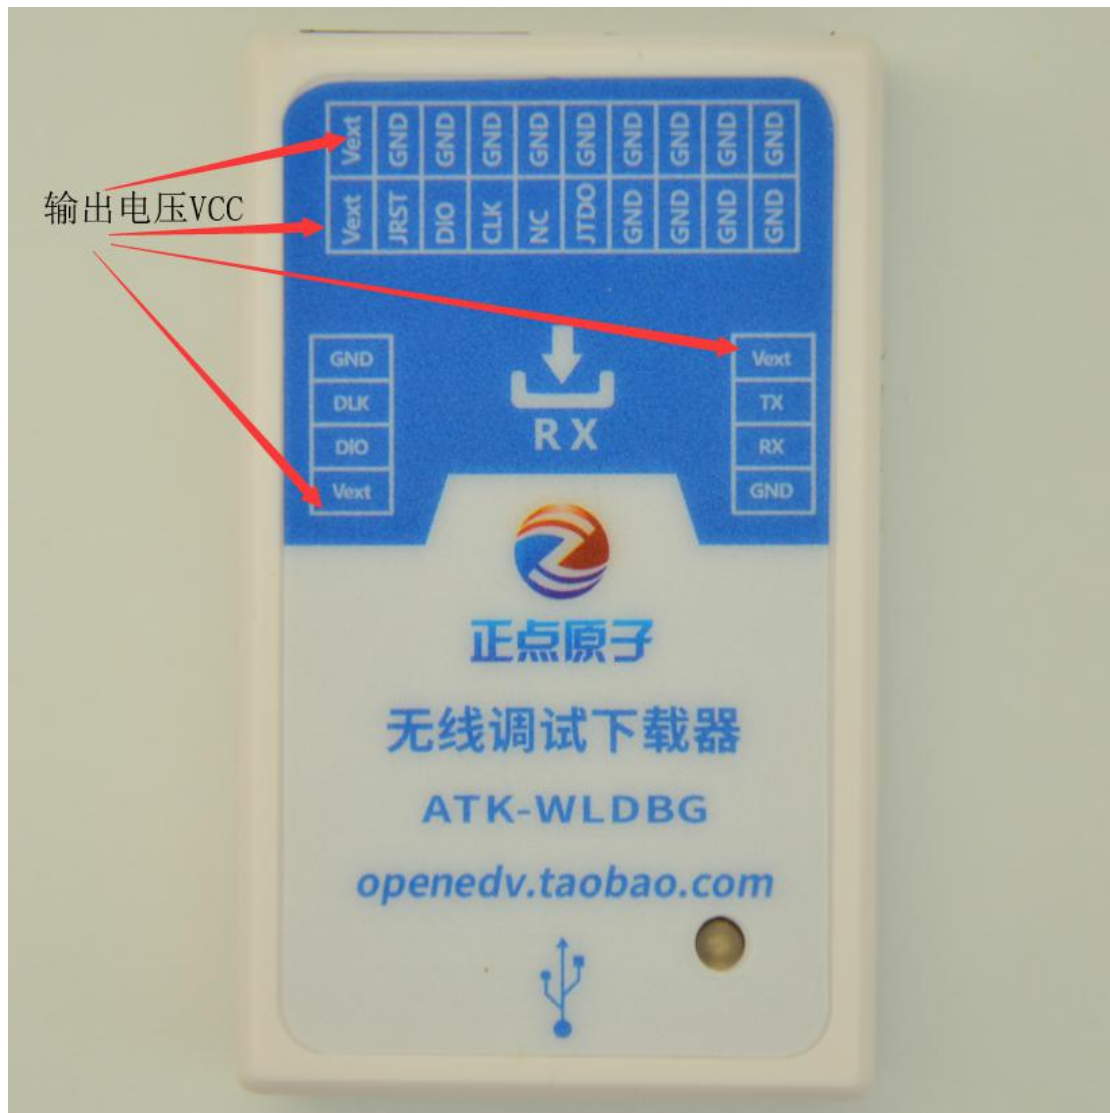 Vext GND GND GND GND GND GND GND GND GND
输出电压VCC
Vext JRST DIO CLK NC JTDO GND GND GND GND
GND
DLK
DIO
Vext
RX
Vext
TX
RX
GND
正点原子
无线调试下载器
ATK-WLDBG
openedv.taobao.com